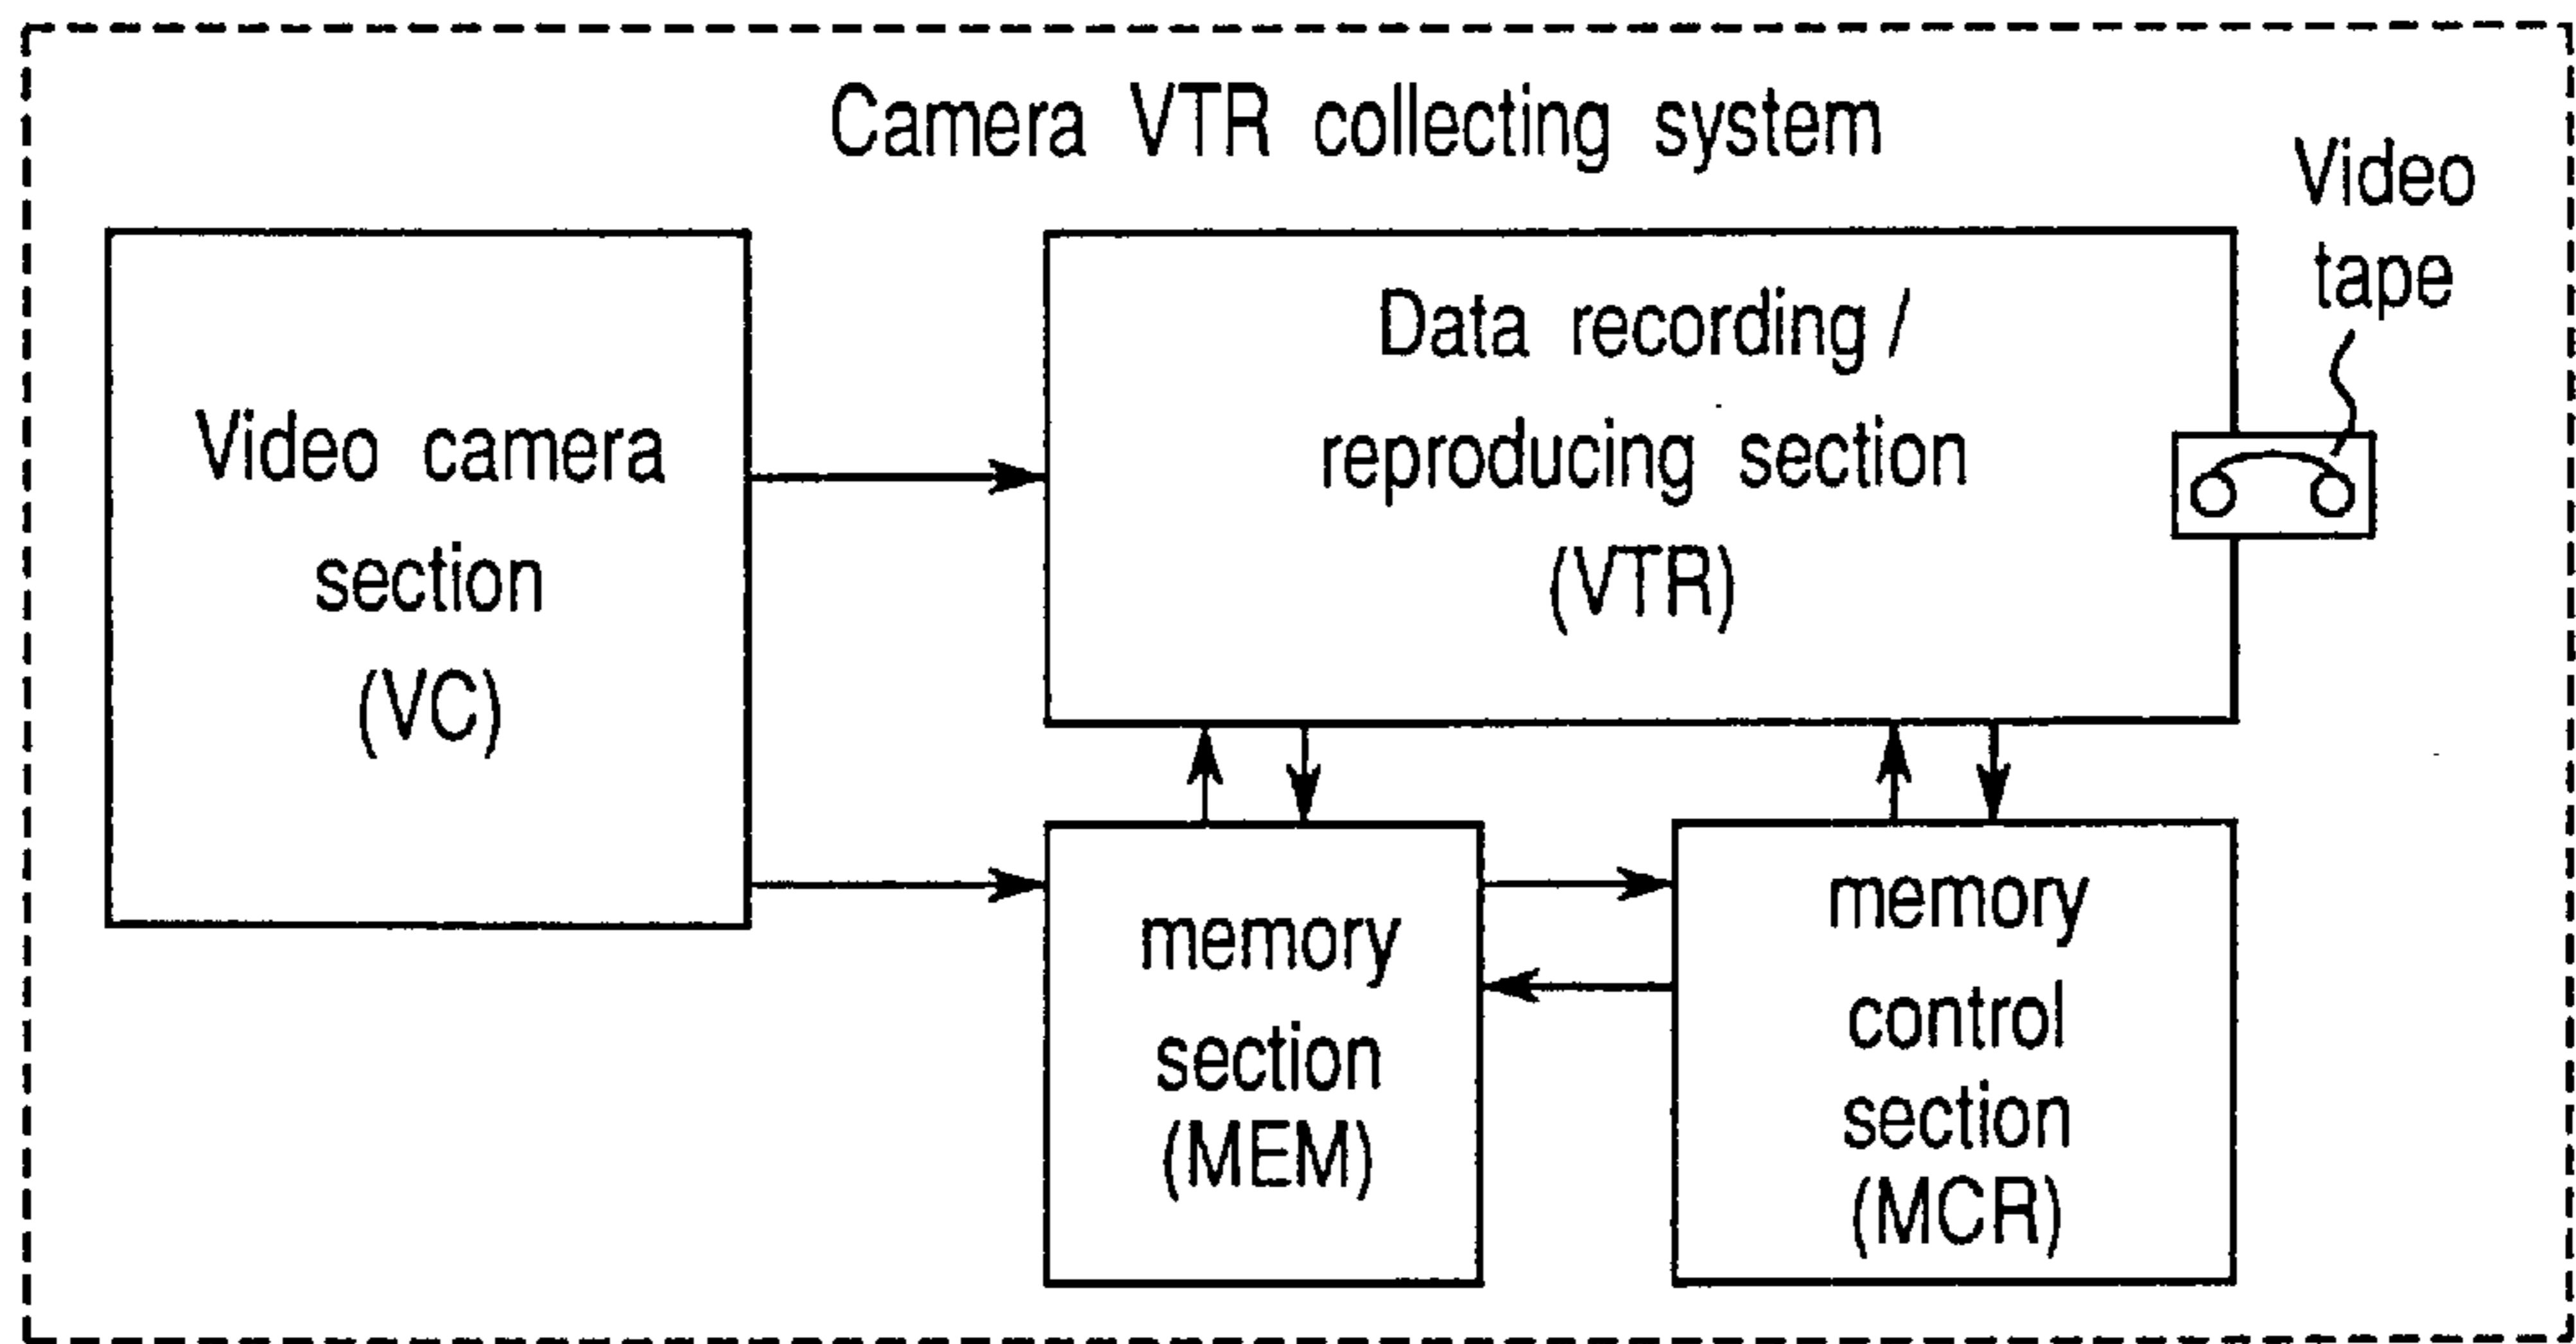 Camera VTR collecting system
Video
tape
Video camera
section
(VC)
Data recording /
reproducing section
(VTR)
memory
section
(MEM)
memory
control
section
(MCR)